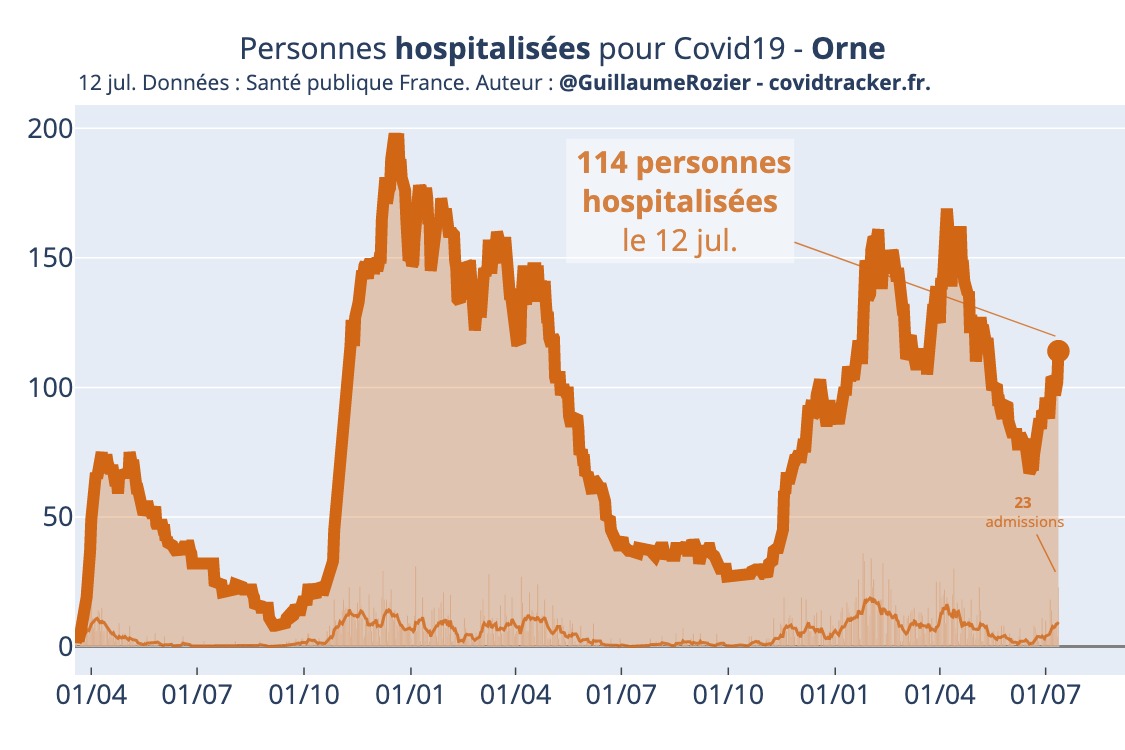 Personnes hospitalisées pour Covid19 - Orne
12 jul. Données : Santé publique France. Auteur : @GuillaumeRozier - covidtracker.fr.
200
150
100
50
0
114 personnes
hospitalisées
le 12 jul.
23
admissions
01/04 01/07 01/10 01/01 01/04 01/07 01/10 01/01 01/04 01/07